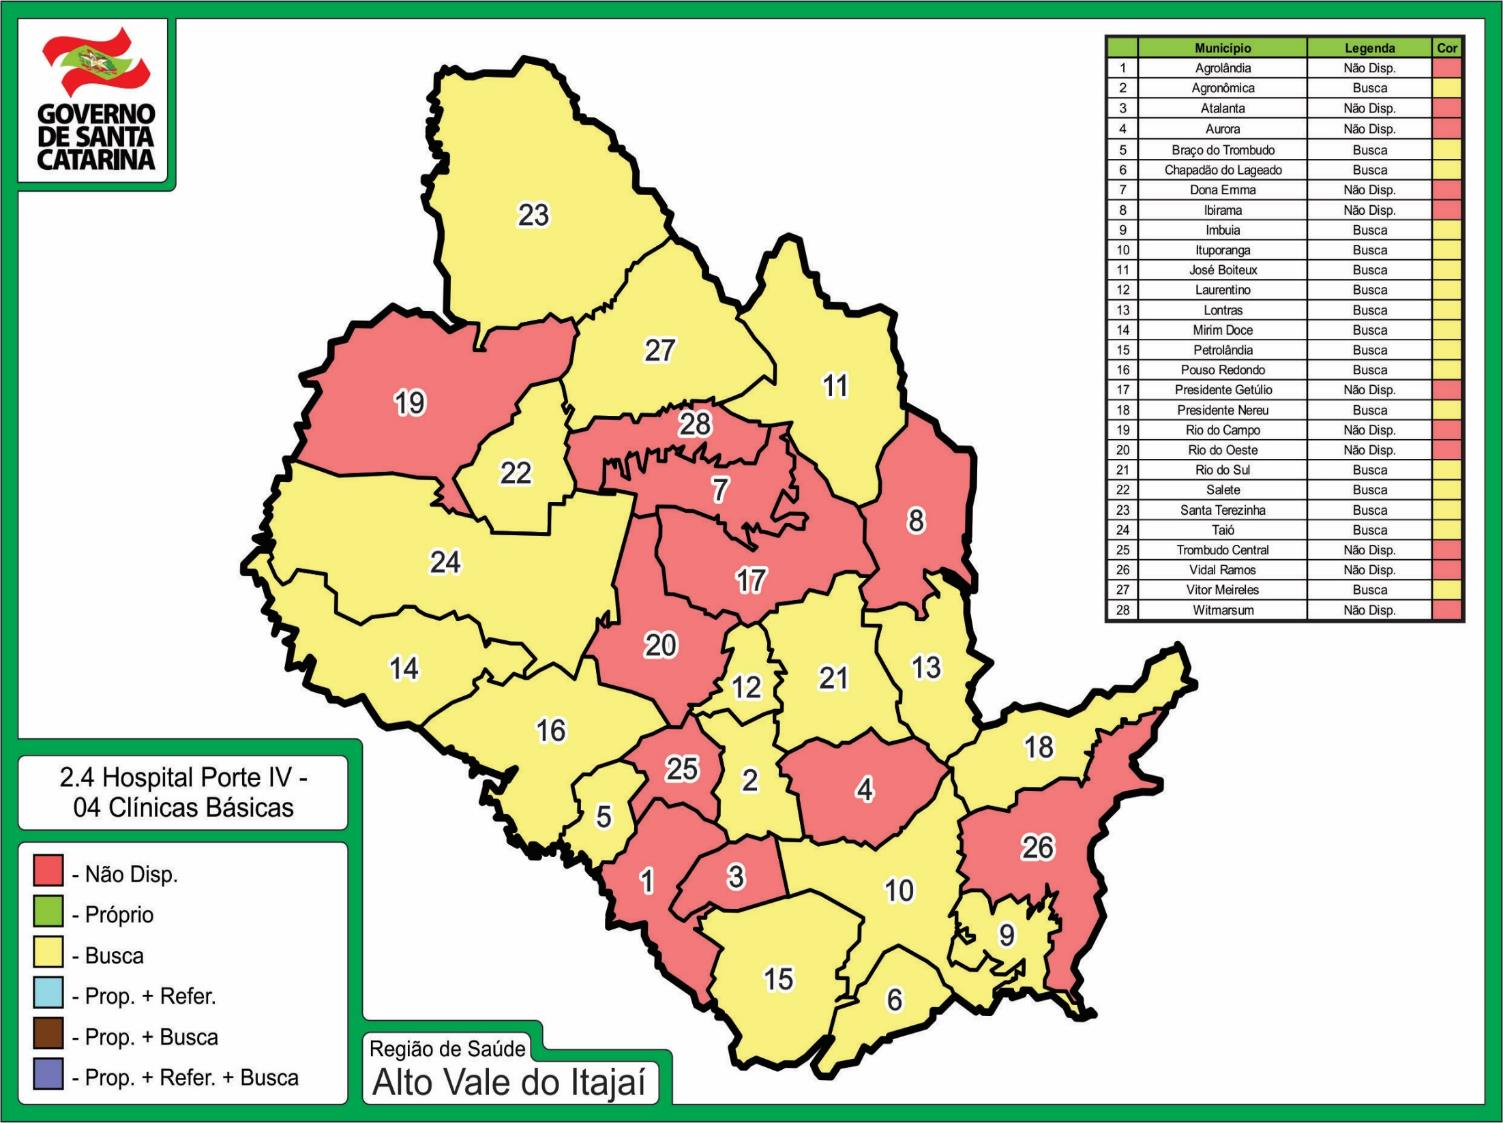 GOVERNO
DE SANTA
CATARINA
Município Legenda Cor
1 Agrolândia Não Disp.
2 Agronômica Busca
3 Atalanta Não Disp.
4 Aurora Não Disp.
5 Braço do Trombudo Busca
6 Chapadão do Lageado Busca
7 Dona Emma Não Disp.
8 Ibirama Não Disp.
9 Imbuia Busca
10 Ituporanga Busca
11 José Boiteux Busca
12 Laurentino Busca
13 Lontras Busca
14 Mirim Doce Busca
15 Petrolândia Busca
16 Pouso Redondo Busca
17 Presidente Getúlio Não Disp.
18 Presidente Nereu Busca
19 Rio do Campo Não Disp.
20 Rio do Oeste Não Disp.
21 Rio do Sul Busca
22 Salete Busca
23 Santa Terezinha Busca
24 Taió Busca
25 Trombudo Central Não Disp.
26 Vidal Ramos Não Disp.
27 Vitor Meireles Busca
28 Witmarsum Não Disp.
23
27
11
19
28
22
7
8
24
17
20
14
12
21
13
16
18
25
2
4
5
26
1
3
10
9
15
6
2.4 Hospital Porte IV -
04 Clínicas Básicas
- Não Disp.
- Próprio
- Busca
- Prop. + Refer.
- Prop. + Busca
- Prop. + Refer. + Busca
Região de Saúde
Alto Vale do Itajaí